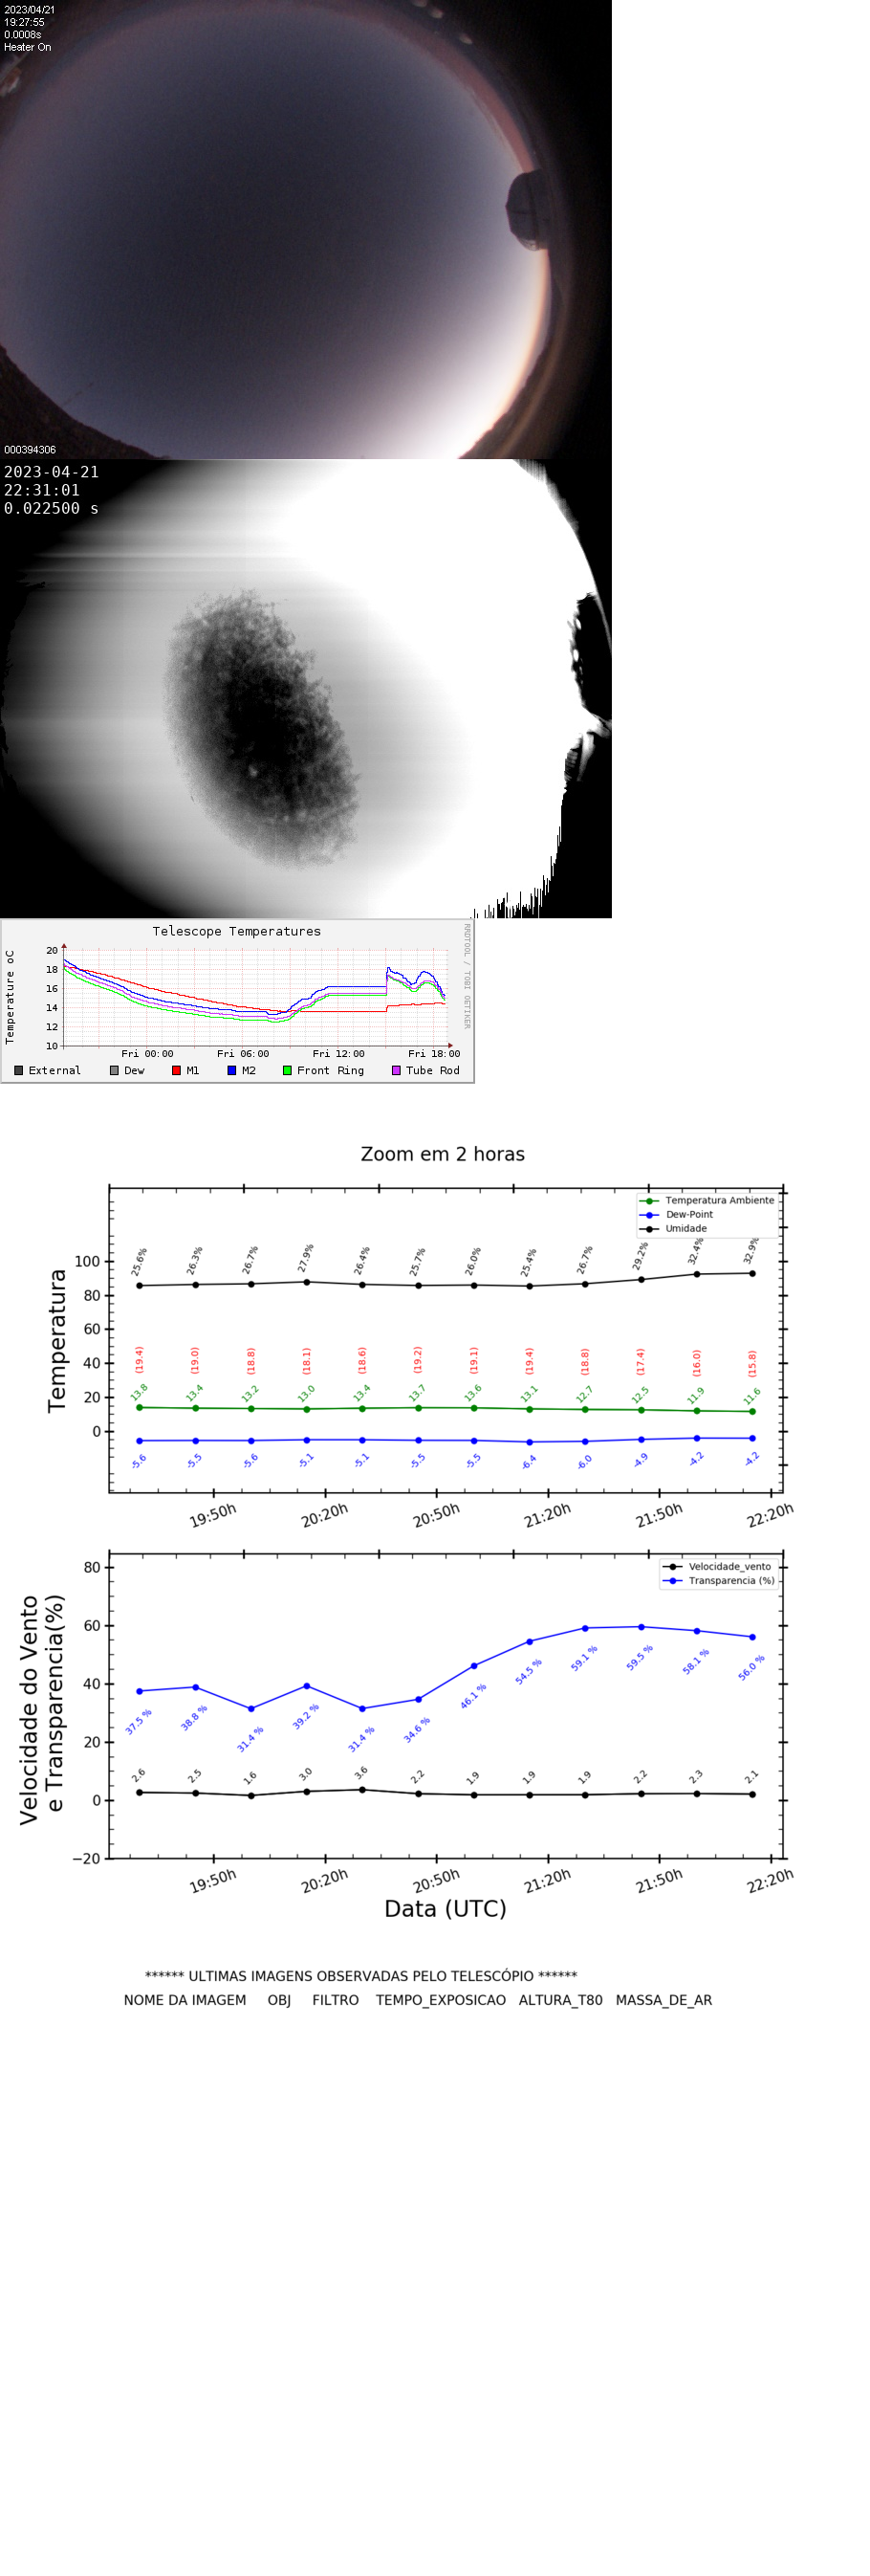 2023/04/21
19:27:55
0.0008s
Heater On
000394306
2023-04-21
22:31:01
0.022500 s
Telescope Temperatures
RRDTOOL / TOBI OETIKER
Temperature oC
20
18
16
14
12
10
Fri 00:00 Fri 06:00 Fri 12:00 Fri 18:00
External Dew M1 M2 Front Ring Tube Rod
Zoom em 2 horas
Temperatura Ambiente
Dew-Point
Umidade
Temperatura
100
80
60
40
20
0
25.6% 26.3% 26.7% 27.9% 26.4% 25.7% 26.0% 25.4% 26.7% 29.2% 32.4% 32.9%
(19.4) (19.0) (18.8) (18.1) (18.6) (19.2) (19.1) (19.4) (18.8) (17.4) (16.0) (15.8)
13.8 13.4 13.2 13.0 13.4 13.7 13.6 13.1 12.7 12.5 11.9 11.6
-5.6 -5.5 -5.6 -5.1 -5.1 -5.5 -5.5 -6.4 -6.0 -4.9 -4.2 -4.2
19:50h 20:20h 20:50h 21:20h 21:50h 22:20h
Velocidade_vento
Transparencia (%)
Velocidade do Vento
e Transparencia(%)
80
60
40
20
0
−20
37.5 % 38.8 % 31.4 % 39.2 % 31.4 % 34.6 % 46.1 % 54.5 % 59.1 % 59.5 % 58.1 % 56.0 %
2.6 2.5 1.6 3.0 3.6 2.2 1.9 1.9 1.9 2.2 2.3 2.1
19:50h 20:20h 20:50h 21:20h 21:50h 22:20h
Data (UTC)
****** ULTIMAS IMAGENS OBSERVADAS PELO TELESCÓPIO ******
NOME DA IMAGEM OBJ FILTRO TEMPO_EXPOSICAO ALTURA_T80 MASSA_DE_AR